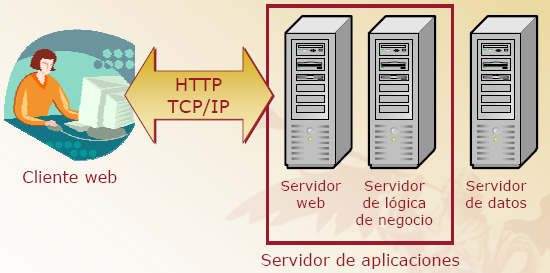 HTTP
TCP/IP
Cliente web
Servidor
web
Servidor
de lógica
de negocio
Servidor
de datos
Servidor de aplicaciones